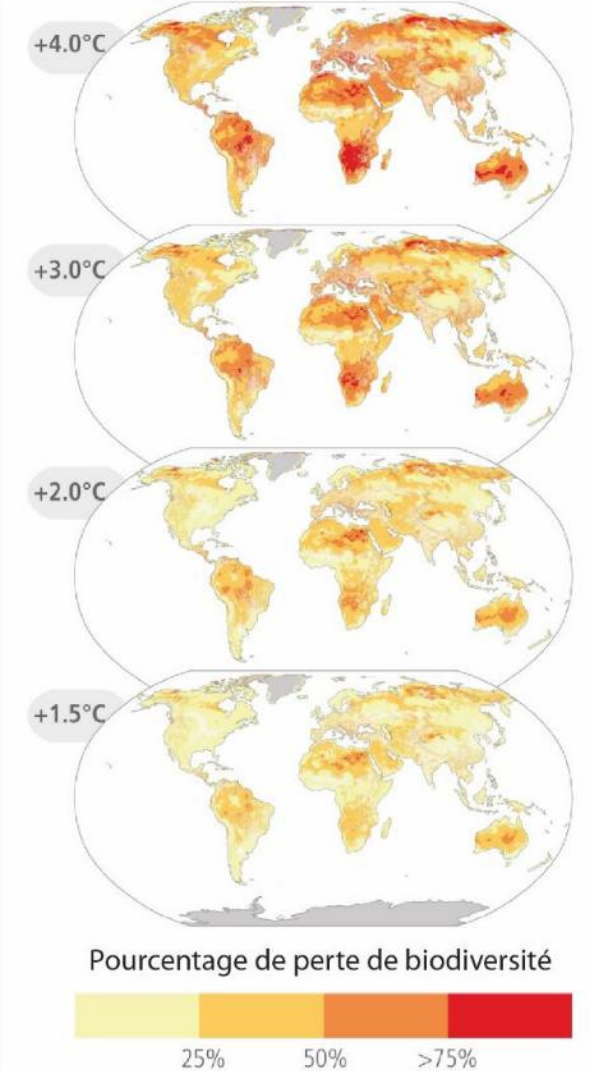 +4.0°C
+3.0°C
+2.0°C
+1.5°C
Pourcentage de perte de biodiversité
25% 50% >75%